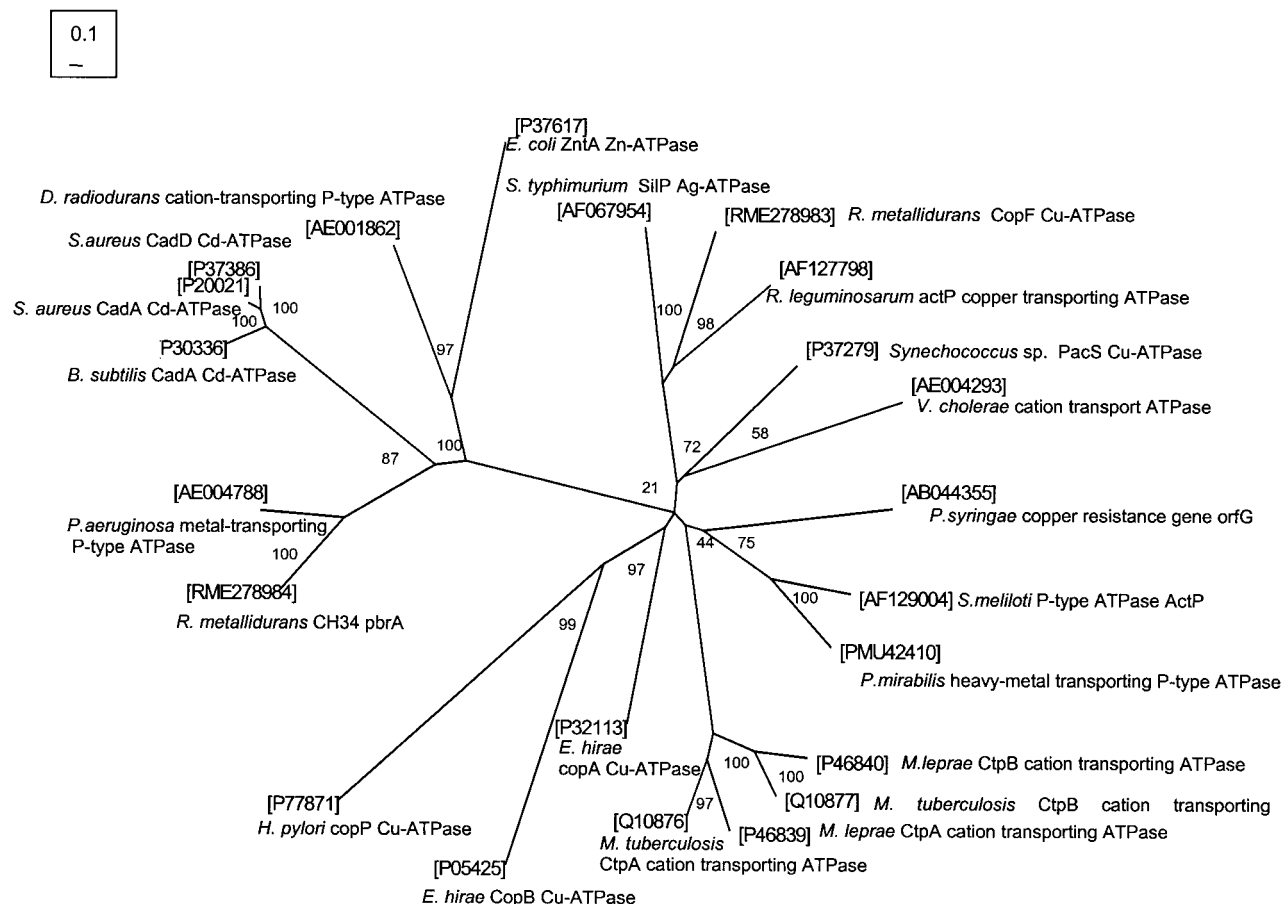 0.1
[P37617]
E. coli ZntA Zn-ATPase
S. typhimurium SilP Ag-ATPase
D. radiodurans cation-transporting P-type ATPase
[AF067954]
[RME278983] R. metallidurans CopF Cu-ATPase
[AE001862]
S.aureus CadD Cd-ATPase
[P37386]
[AF127798]
[P20021]
R. leguminosarum actP copper transporting ATPase
S. aureus CadA Cd-ATPase
100
100
100
98
[P30336]
97
[P37279] Synechococcus sp. PacS Cu-ATPase
B. subtilis CadA Cd-ATPase
[AE004293]
V. cholerae cation transport ATPase
58
72
100
87
21
[AE004788]
[AB044355]
P.syringae copper resistance gene orfG
P.aeruginosa metal-transporting
P-type ATPase
44
75
100
97
[RME278984]
[AF129004] S.meliloti P-type ATPase ActP
100
R. metallidurans CH34 pbrA
99
[PMU42410]
P.mirabilis heavy-metal transporting P-type ATPase
[P32113]
E. hirae
copA Cu-ATPase
100
[P46840] M.leprae CtpB cation transporting ATPase
100
[P77871]
97
[Q10877] M. tuberculosis CtpB cation transporting
H. pylori copP Cu-ATPase
[Q10876]
[P46839] M. leprae CtpA cation transporting ATPase
M. tuberculosis
CtpA cation transporting ATPase
[P05425]
E. hirae CopB Cu-ATPase